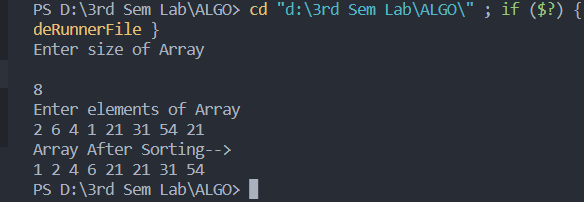 PS D:\3rd Sem Lab\ALGO> cd "d:\3rd Sem Lab\ALGO\" ; if ($?) {
deRunnerFile }
Enter size of Array
8
Enter elements of Array
2 6 4 1 21 31 54 21
Array After Sorting-->
1 2 4 6 21 21 31 54
PS D:\3rd Sem Lab\ALGO>